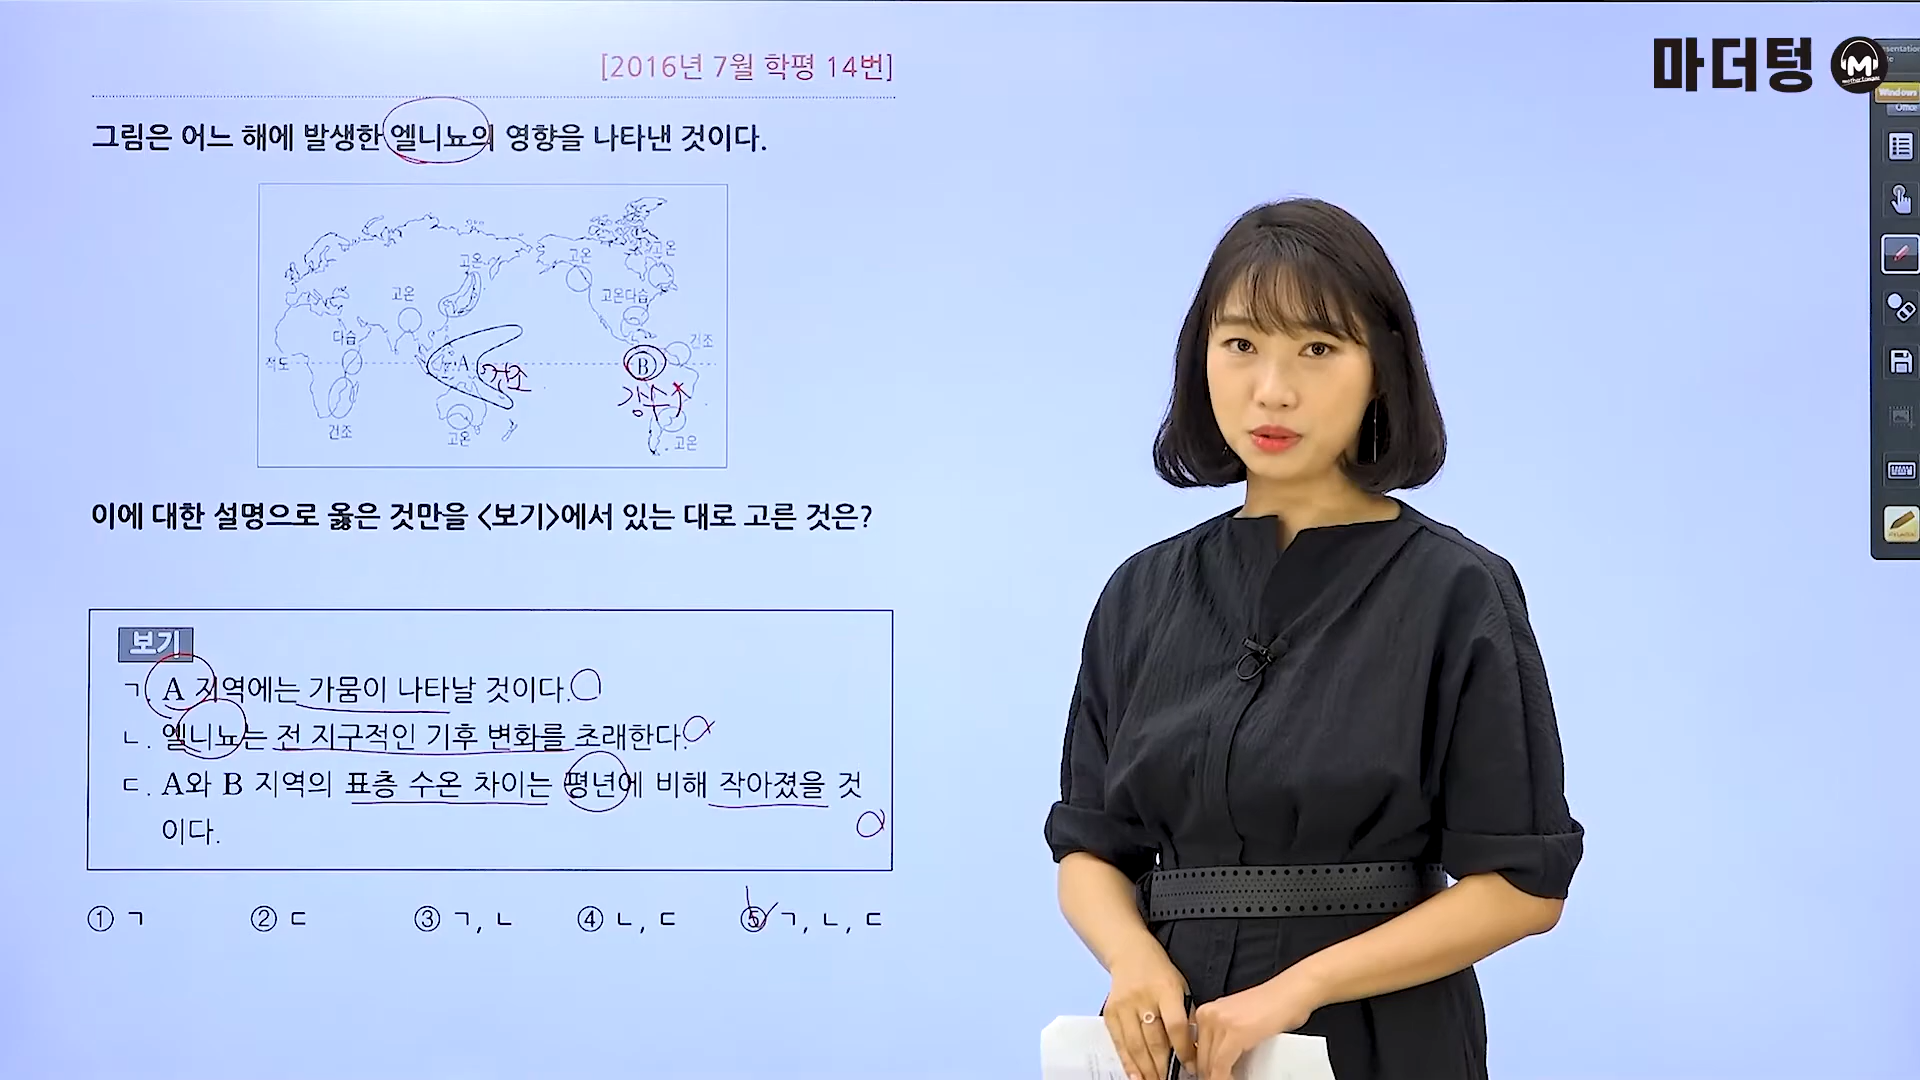 마더텅
M
[2016년 7월 학평 14번]
그림은 어느 해에 발생한 엘니뇨의 영향을 나타낸 것이다.
고온 고온 고온
고온 고온다습
다습 건조
적도 A 건조 B
강수↑
건조 고온 고온
이에 대한 설명으로 옳은 것만을 <보기>에서 있는 대로 고른 것은?
보기
ㄱ. A 지역에는 가뭄이 나타날 것이다.
ㄴ. 엘니뇨는 전 지구적인 기후 변화를 초래한다.
ㄷ. A와 B 지역의 표층 수온 차이는 평년에 비해 작아졌을 것
이다.
① ㄱ ② ㄷ ③ ㄱ, ㄴ ④ ㄴ, ㄷ ⑤ ㄱ, ㄴ, ㄷ
Windows
Office